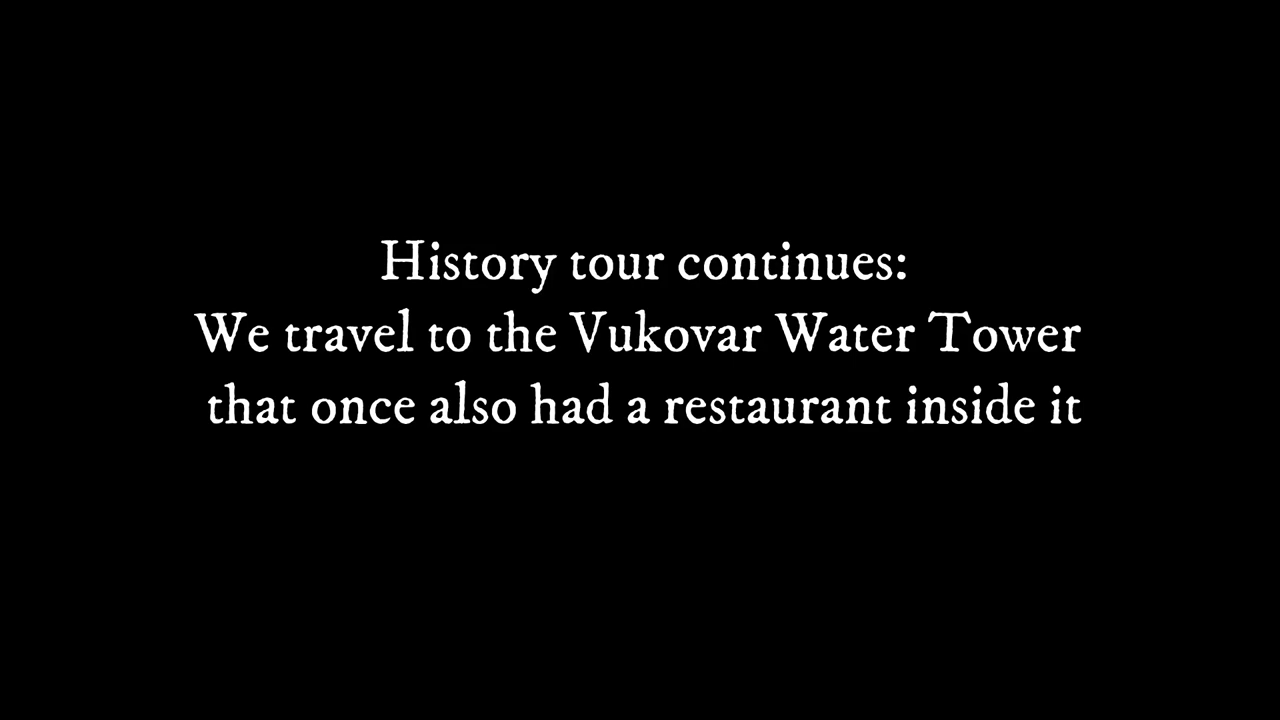 History tour continues:
We travel to the Vukovar Water Tower
that once also had a restaurant inside it